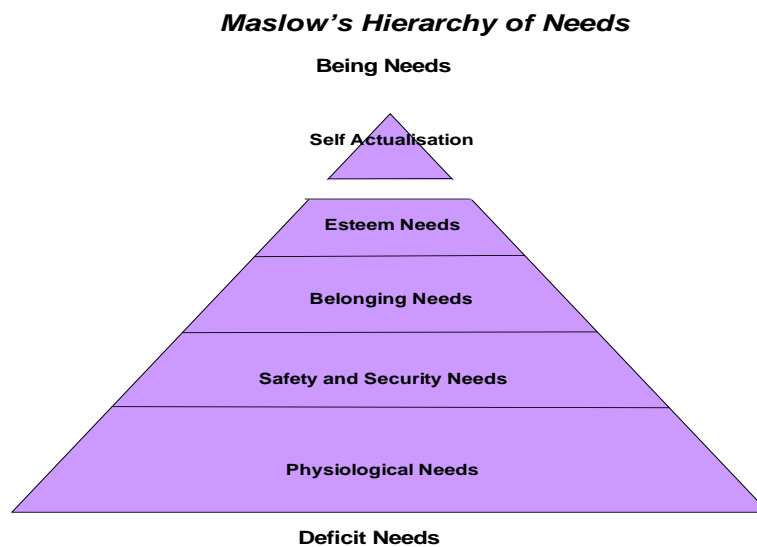 Maslow's Hierarchy of Needs
Being Needs
Self Actualisation
Esteem Needs
Belonging Needs
Safety and Security Needs
Physiological Needs
Deficit Needs